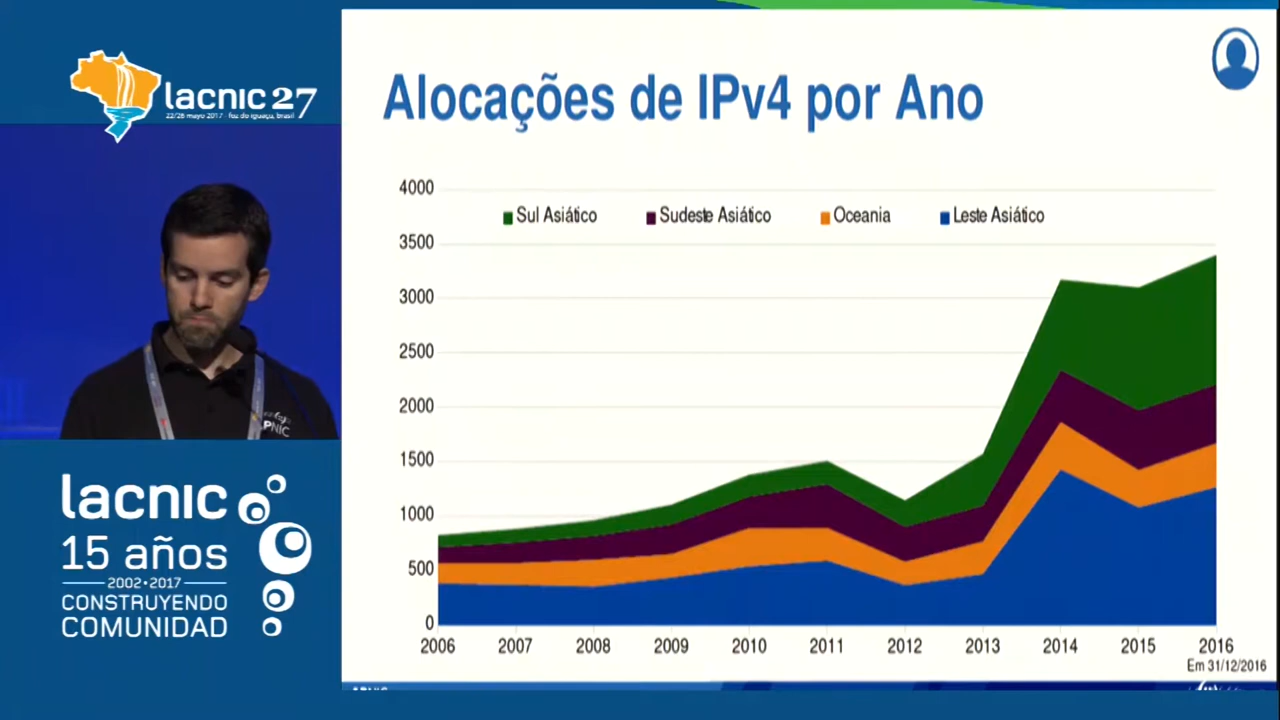 lacnic 27
22/26 mayo 2017 - foz do iguaçu, brasil
lacnic
15 años
2002•2017
CONSTRUYENDO
COMUNIDAD
Alocações de IPv4 por Ano
Sul Asiático Sudeste Asiático Oceania Leste Asiático
4000
3500
3000
2500
2000
1500
1000
500
0
2006 2007 2008 2009 2010 2011 2012 2013 2014 2015 2016
Em 31/12/2016